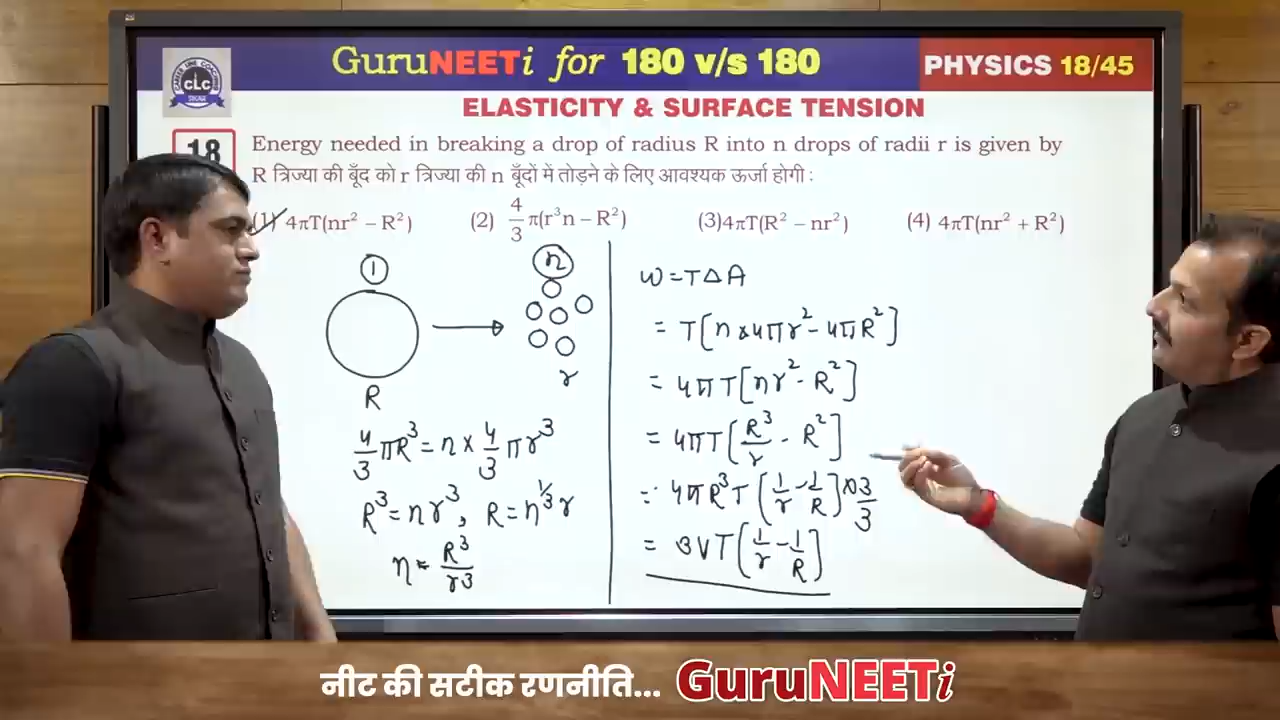 GuruNEETi for 180 v/s 180
PHYSICS 18/45
CLC
SIKAR
ELASTICITY & SURFACE TENSION
18
Energy needed in breaking a drop of radius R into n drops of radii r is given by
R त्रिज्या की बूँद को r त्रिज्या की n बूँदों में तोड़ने के लिए आवश्यक ऊर्जा होगी :
(1) 4πT(nr² – R²) (2) 4/3 π(r³n – R²) (3)4πT(R² – nr²) (4) 4πT(nr² + R²)
1
n
R
r
4/3 πR³ = n × 4/3 πr³
R³ = nr³, R = n^1/3 r
n = R³/r³
W = TΔA
= T[n×4πr² - 4πR²]
= 4πT[nr² - R²]
= 4πT[R³/r - R²]
= 4πR³T[1/r - 1/R] × 3/3
= 3VT[1/r - 1/R]
नीट की सटीक रणनीति... GuruNEETi